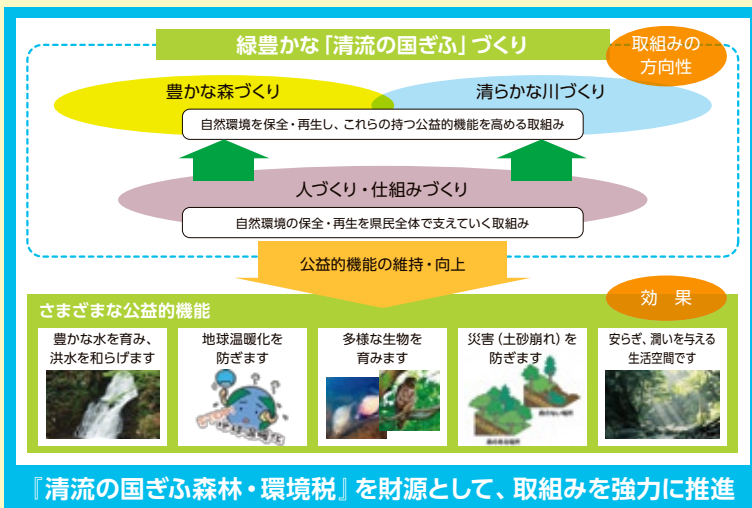 緑豊かな「清流の国ぎふ」づくり
取組みの
方向性
豊かな森づくり
清らかな川づくり
自然環境を保全・再生し、これらの持つ公益的機能を高める取組み
人づくり・仕組みづくり
自然環境の保全・再生を県民全体で支えていく取組み
公益的機能の維持・向上
効果
さまざまな公益的機能
豊かな水を育み、
洪水を和らげます
地球温暖化を
防ぎます
多様な生物を
育みます
災害(土砂崩れ)を
防ぎます
安らぎ、潤いを与える
生活空間です
地球温暖化
『清流の国ぎふ森林・環境税』を財源として、取組みを強力に推進